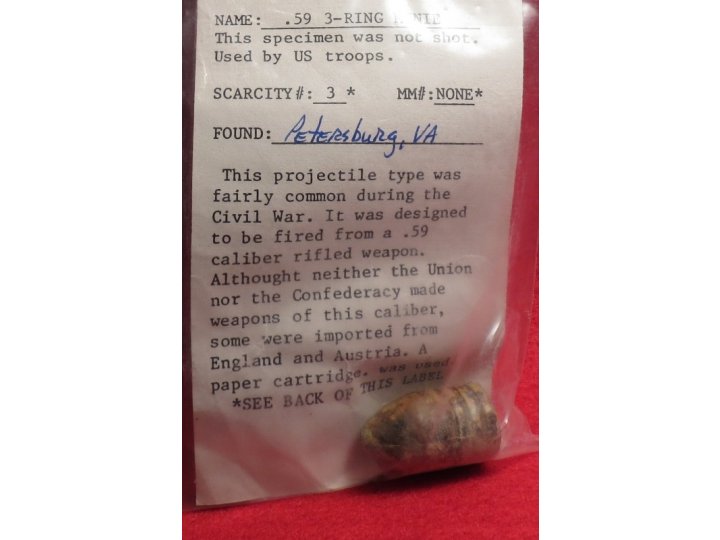 NAME: .59 3-RING MINIE
This specimen was not shot.
Used by US troops.
SCARCITY#: 3 * MM#:NONE*
FOUND: Petersburg, VA
This projectile type was
fairly common during the
Civil War. It was designed
to be fired from a .59
caliber rifled weapon.
Althought neither the Union
nor the Confederacy made
weapons of this caliber,
some were imported from
England and Austria. A
paper cartridge. was used
*SEE BACK OF THIS LABEL